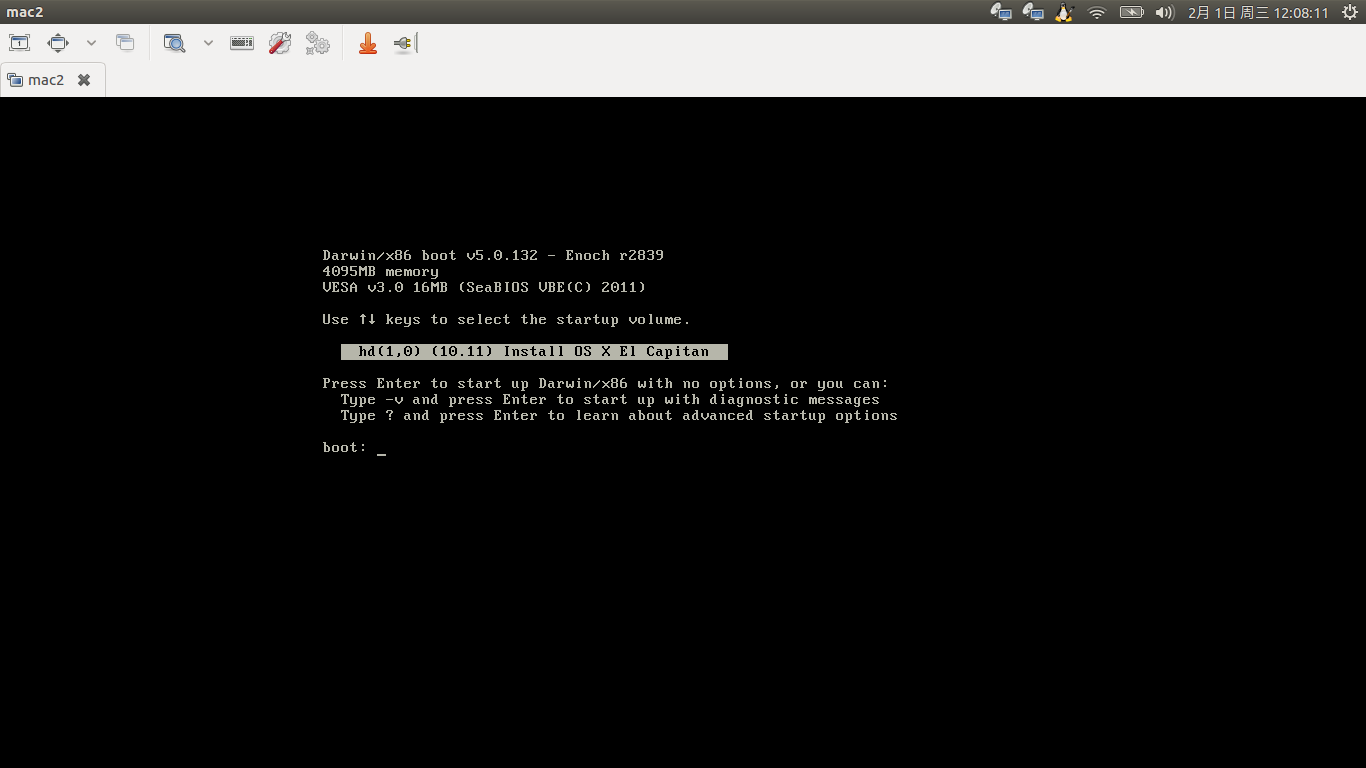 mac2
2月 1日 周三 12:08:11
mac2
Darwin/x86 boot v5.0.132 - Enoch r2839
4095MB memory
VESA v3.0 16MB (SeaBIOS VBE(C) 2011)
Use ↑↓ keys to select the startup volume.
hd(1,0) (10.11) Install OS X El Capitan
Press Enter to start up Darwin/x86 with no options, or you can:
Type -v and press Enter to start up with diagnostic messages
Type ? and press Enter to learn about advanced startup options
boot: _